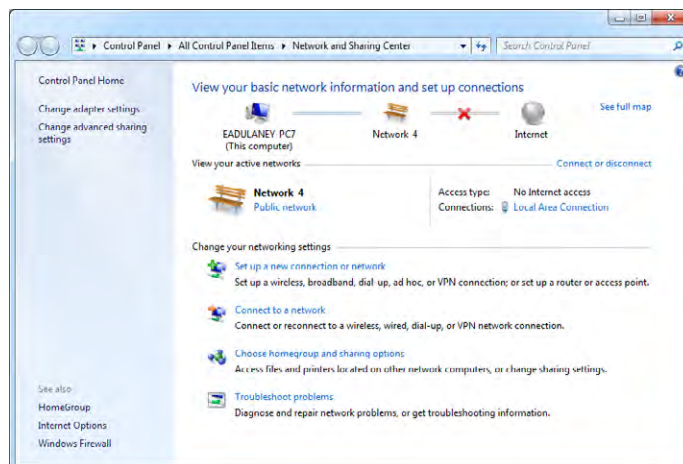 Control Panel ▸ All Control Panel Items ▸ Network and Sharing Center
Search Control Panel
Control Panel Home
Change adapter settings
Change advanced sharing
settings
See also
HomeGroup
Internet Options
Windows Firewall
View your basic network information and set up connections
See full map
EADULANEY PC7
(This computer)
Network 4
Internet
View your active networks
Connect or disconnect
Network 4
Public network
Access type: No Internet access
Connections: Local Area Connection
Change your networking settings
Set up a new connection or network
Set up a wireless, broadband, dial-up, ad hoc, or VPN connection; or set up a router or access point.
Connect to a network
Connect or reconnect to a wireless, wired, dial-up, or VPN network connection.
Choose homegroup and sharing options
Access files and printers located on other network computers, or change sharing settings.
Troubleshoot problems
Diagnose and repair network problems, or get troubleshooting information.